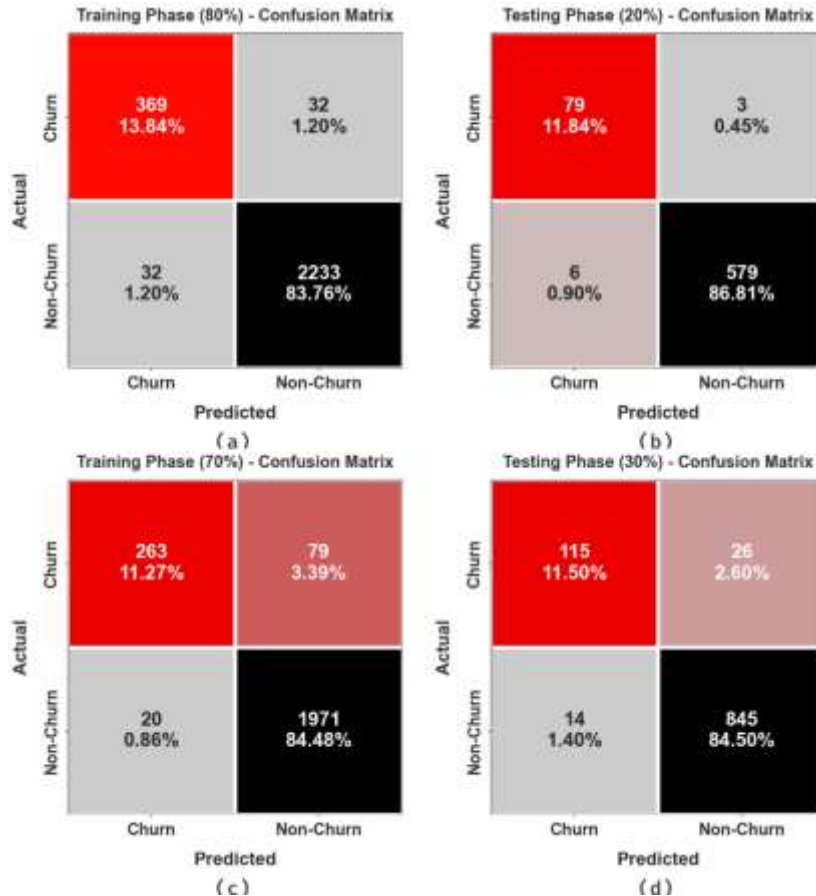 Training Phase (80%) - Confusion Matrix
Churn
369
13.84%
32
1.20%
Actual
Non-Churn
32
1.20%
2233
83.76%
Churn
Non-Churn
Predicted
(a)
Testing Phase (20%) - Confusion Matrix
Churn
79
11.84%
3
0.45%
Actual
Non-Churn
6
0.90%
579
86.81%
Churn
Non-Churn
Predicted
(b)
Training Phase (70%) - Confusion Matrix
Churn
263
11.27%
79
3.39%
Actual
Non-Churn
20
0.86%
1971
84.48%
Churn
Non-Churn
Predicted
(c)
Testing Phase (30%) - Confusion Matrix
Churn
115
11.50%
26
2.60%
Actual
Non-Churn
14
1.40%
845
84.50%
Churn
Non-Churn
Predicted
(d)